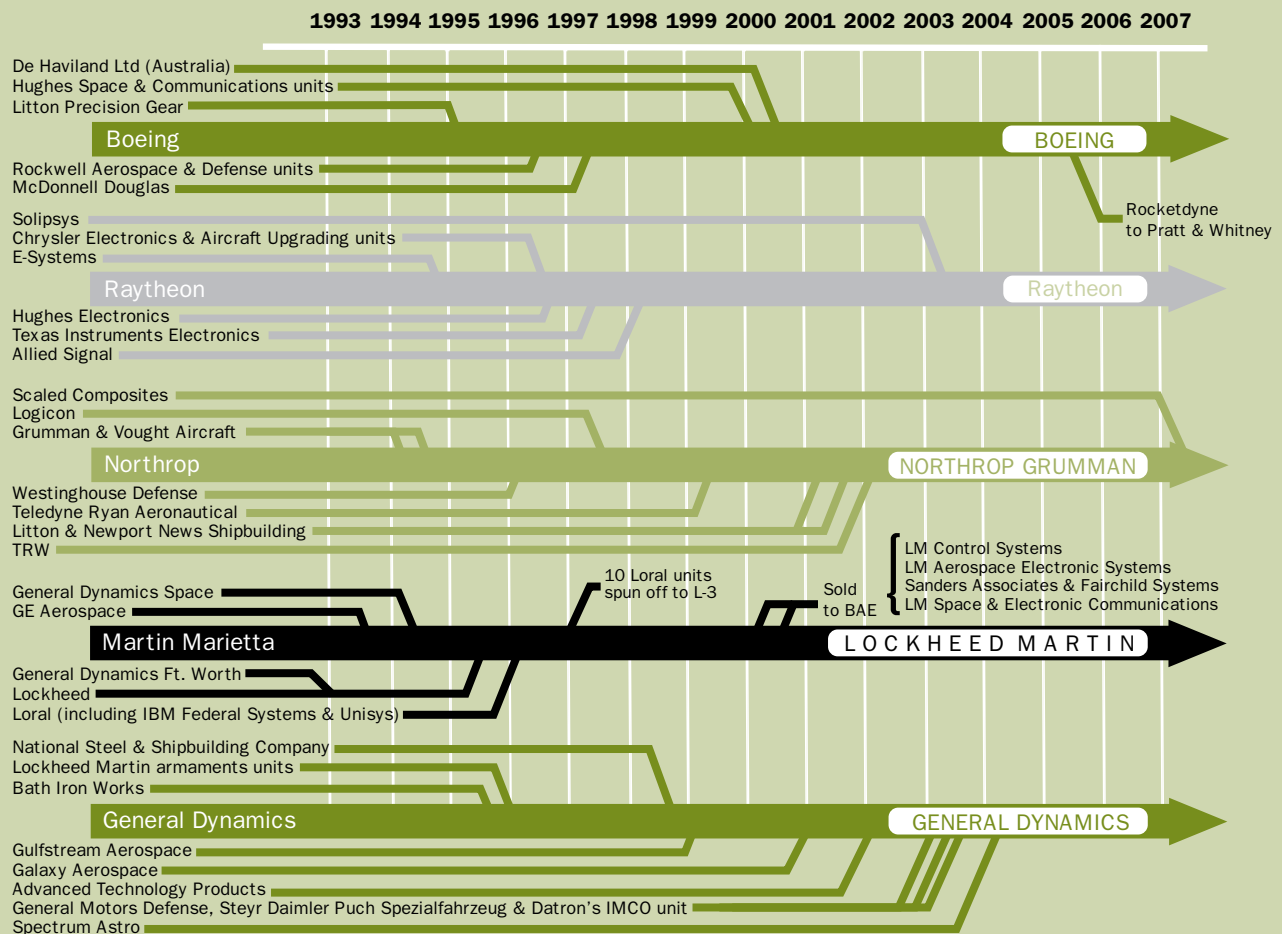 1993 1994 1995 1996 1997 1998 1999 2000 2001 2002 2003 2004 2005 2006 2007
De Haviland Ltd (Australia)
Hughes Space & Communications units
Litton Precision Gear
Boeing
BOEING
Rockwell Aerospace & Defense units
McDonnell Douglas
Rocketdyne
to Pratt & Whitney
Solipsys
Chrysler Electronics & Aircraft Upgrading units
E-Systems
Raytheon
Raytheon
Hughes Electronics
Texas Instruments Electronics
Allied Signal
Scaled Composites
Logicon
Grumman & Vought Aircraft
Northrop
NORTHROP GRUMMAN
Westinghouse Defense
Teledyne Ryan Aeronautical
Litton & Newport News Shipbuilding
TRW
General Dynamics Space
GE Aerospace
10 Loral units
spun off to L-3
Sold
to BAE
LM Control Systems
LM Aerospace Electronic Systems
Sanders Associates & Fairchild Systems
LM Space & Electronic Communications
Martin Marietta
LOCKHEED MARTIN
General Dynamics Ft. Worth
Lockheed
Loral (including IBM Federal Systems & Unisys)
National Steel & Shipbuilding Company
Lockheed Martin armaments units
Bath Iron Works
General Dynamics
GENERAL DYNAMICS
Gulfstream Aerospace
Galaxy Aerospace
Advanced Technology Products
General Motors Defense, Steyr Daimler Puch Spezialfahrzeug & Datron's IMCO unit
Spectrum Astro